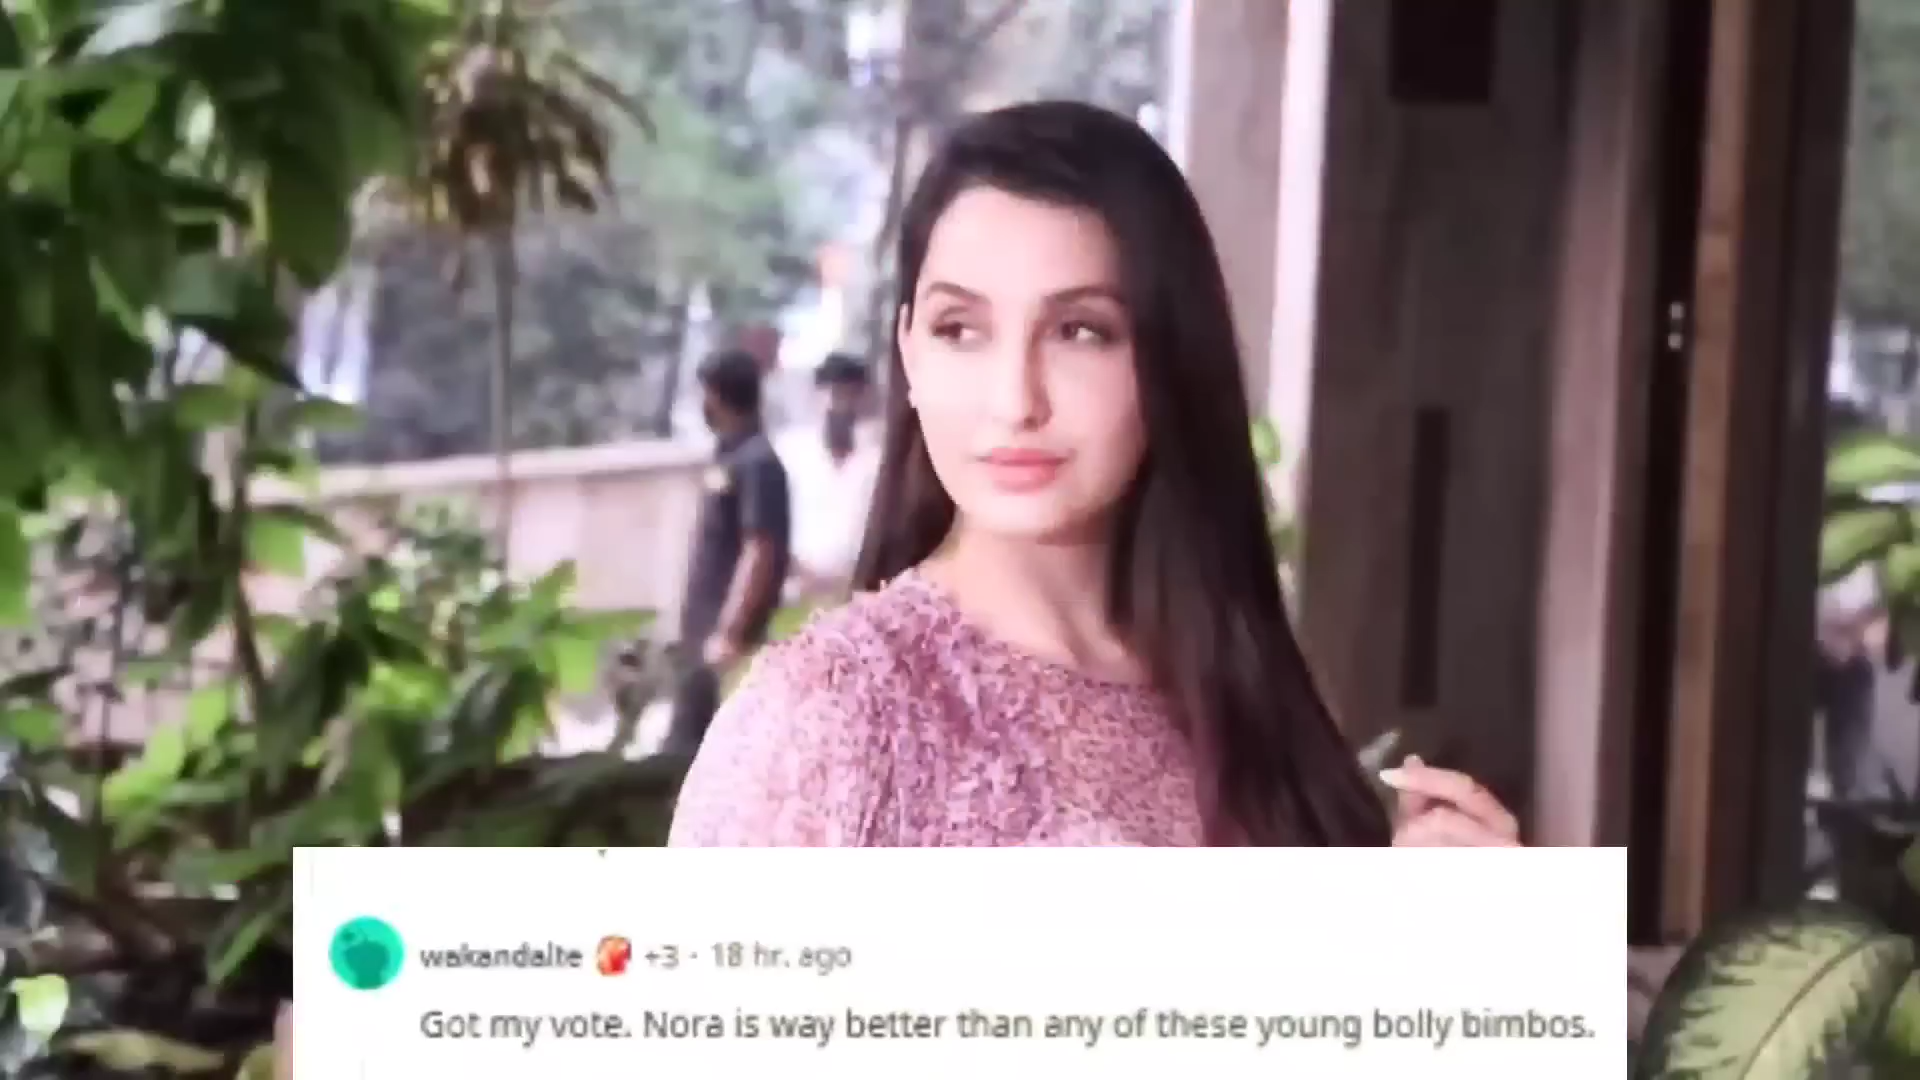 wakandalte +3 · 18 hr. ago
Got my vote. Nora is way better than any of these young bolly bimbos.